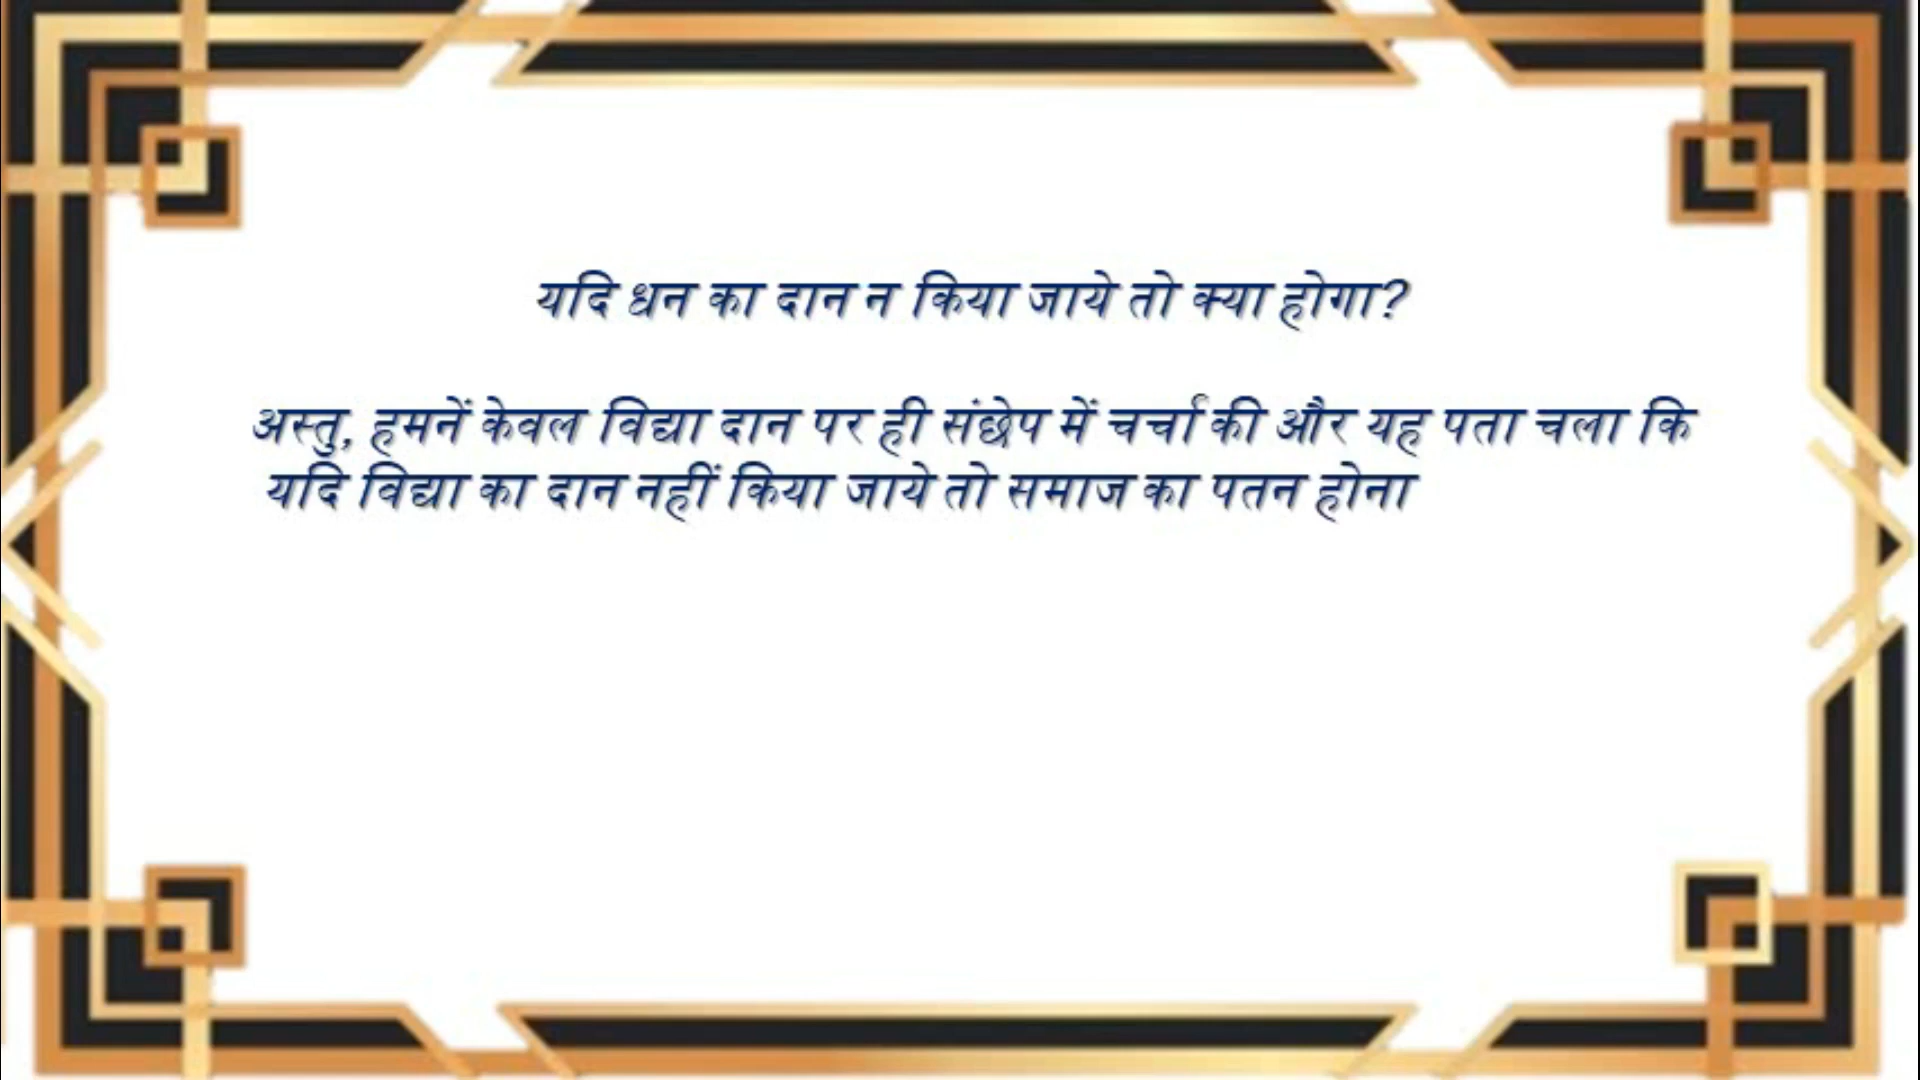 यदि धन का दान न किया जाये तो क्या होगा?
अस्तु, हमनें केवल विद्या दान पर ही संछेप में चर्चा की और यह पता चला कि
यदि विद्या का दान नहीं किया जाये तो समाज का पतन होना